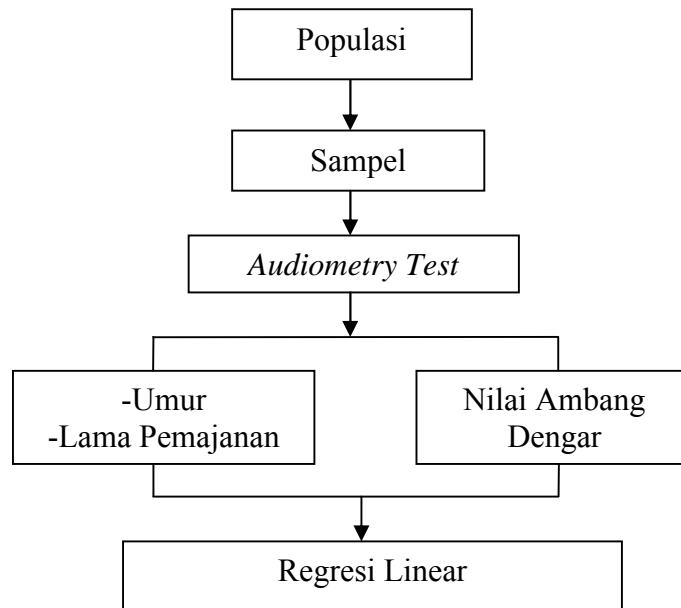 Populasi
Sampel
Audiometry Test
-Umur
-Lama Pemajanan
Nilai Ambang
Dengar
Regresi Linear